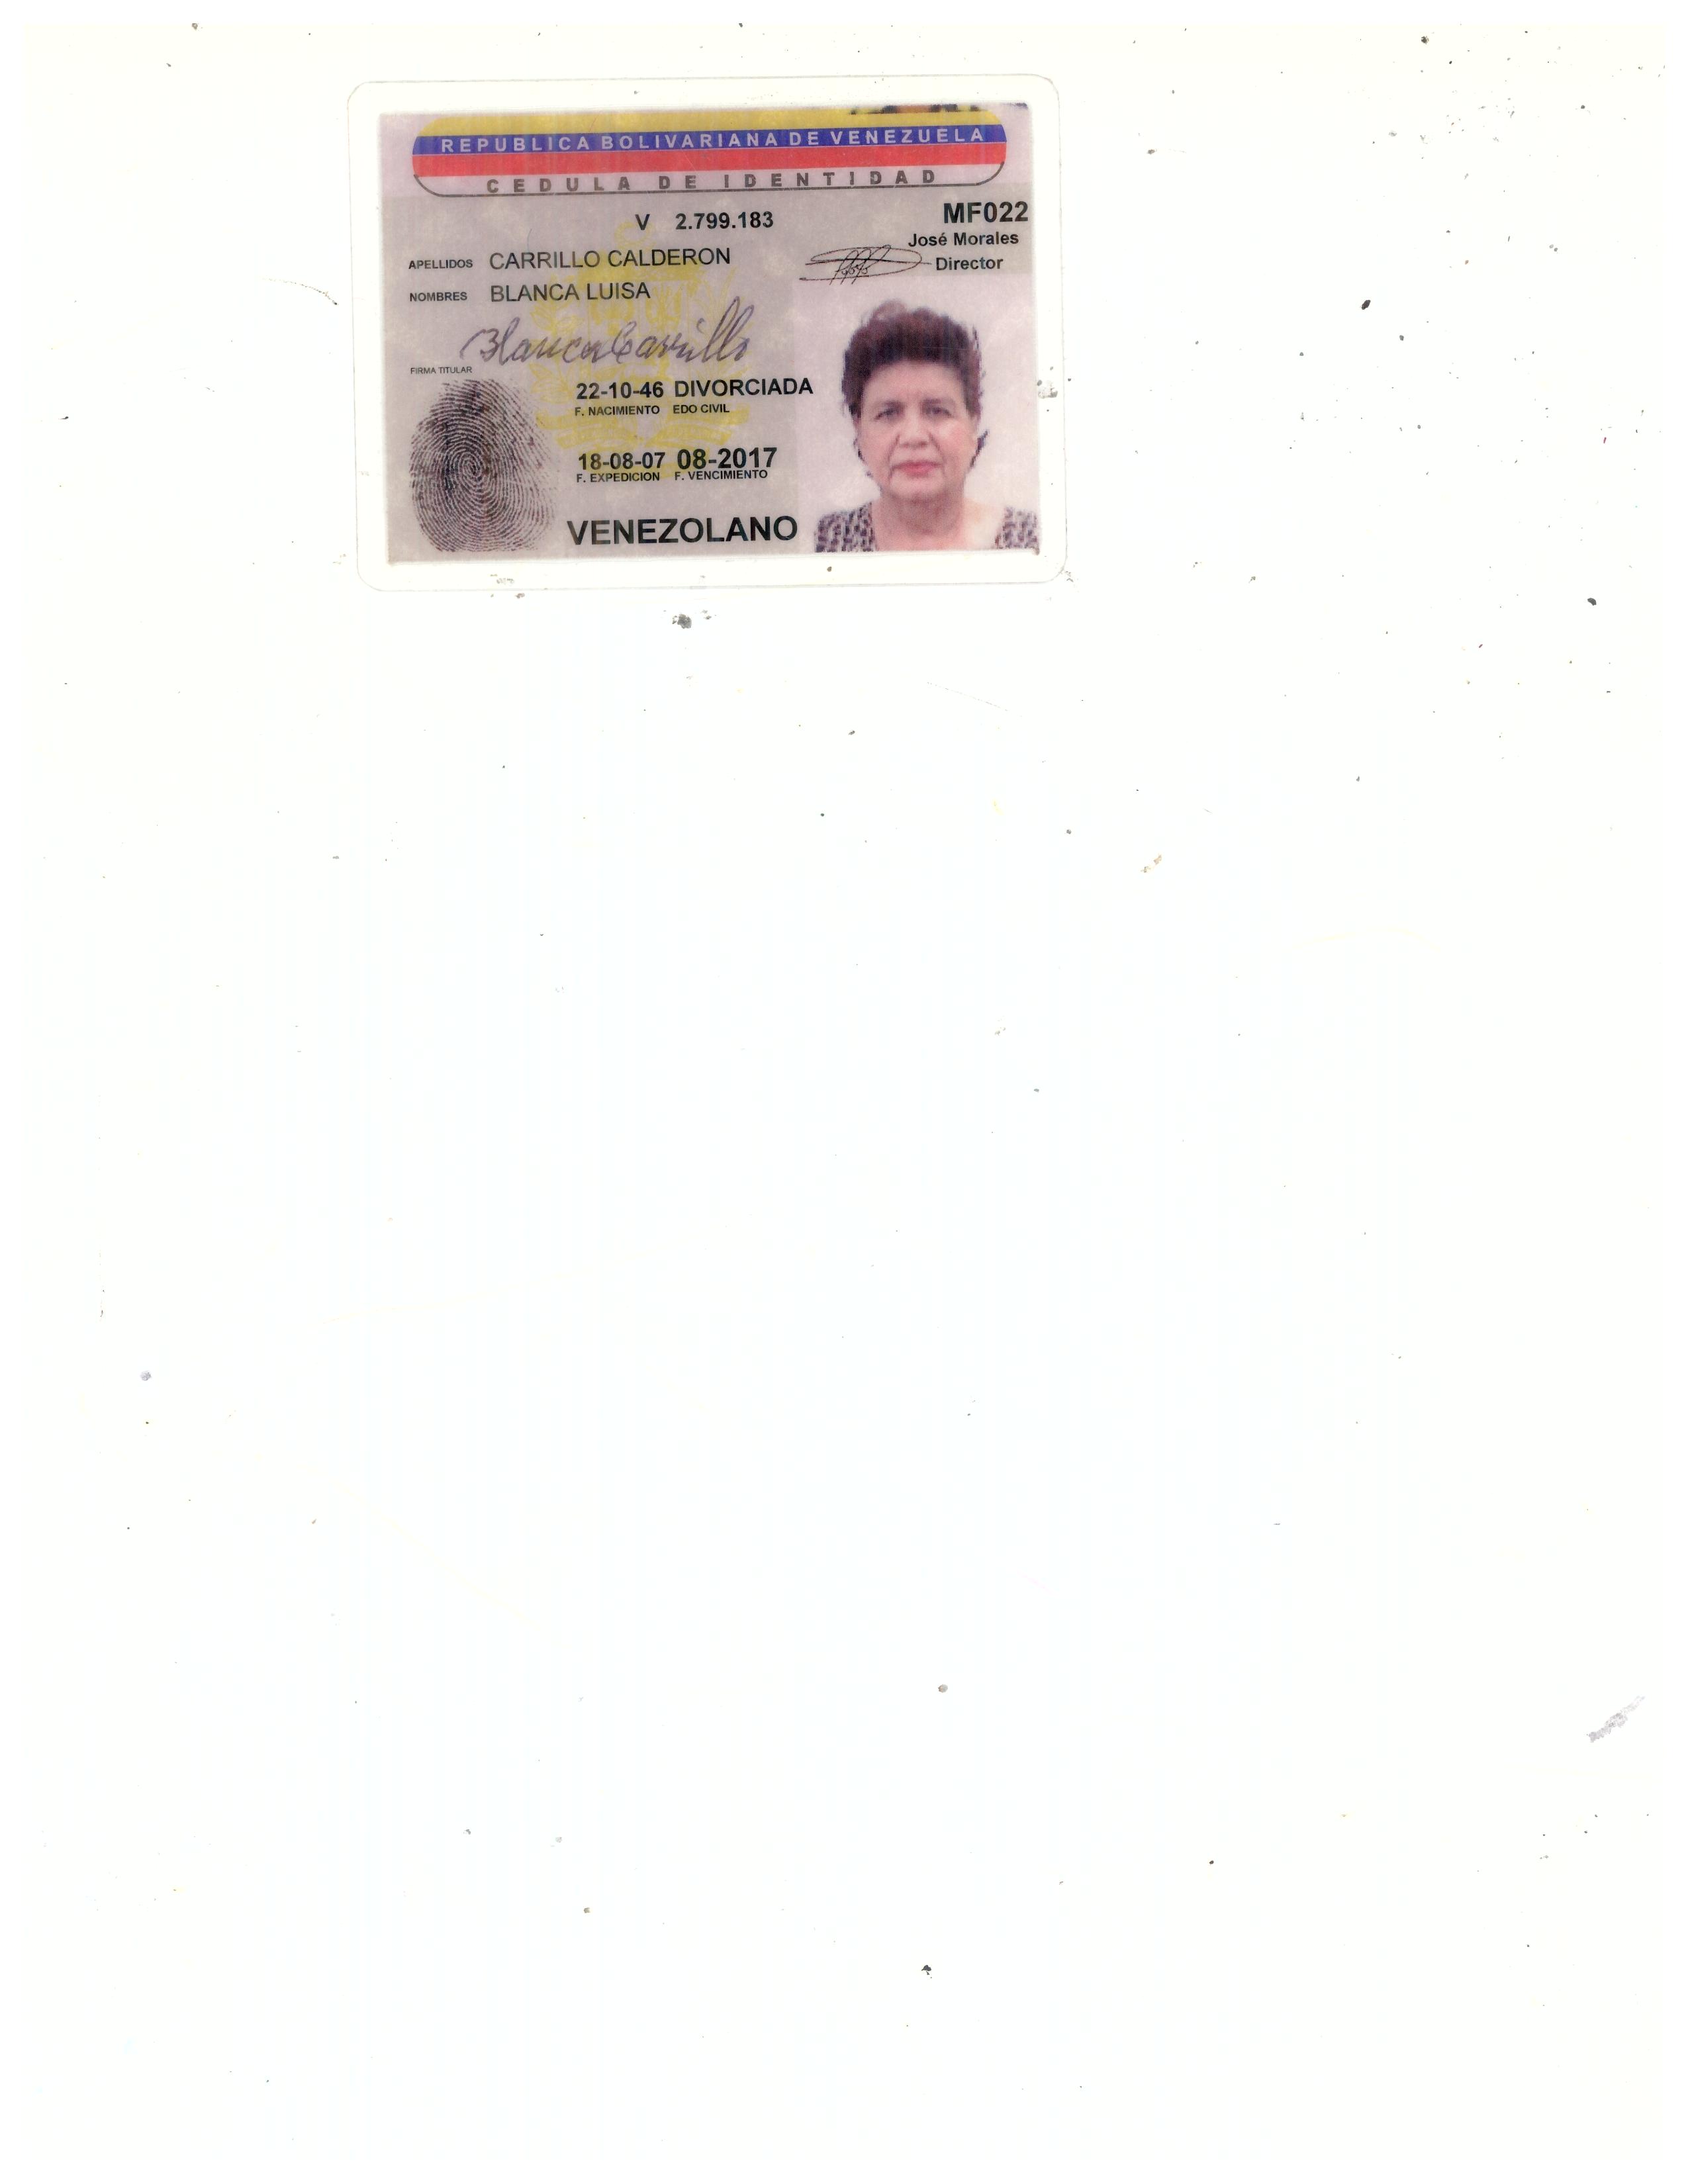 REPUBLICA BOLIVARIANA DE VENEZUELA
CEDULA DE IDENTIDAD
V 2.799.183
MF022
José Morales
Director
APELLIDOS CARRILLO CALDERON
NOMBRES BLANCA LUISA
Blanca Carrillo
FIRMA TITULAR
22-10-46 DIVORCIADA
F. NACIMIENTO EDO CIVIL
18-08-07 08-2017
F. EXPEDICION F. VENCIMIENTO
VENEZOLANO